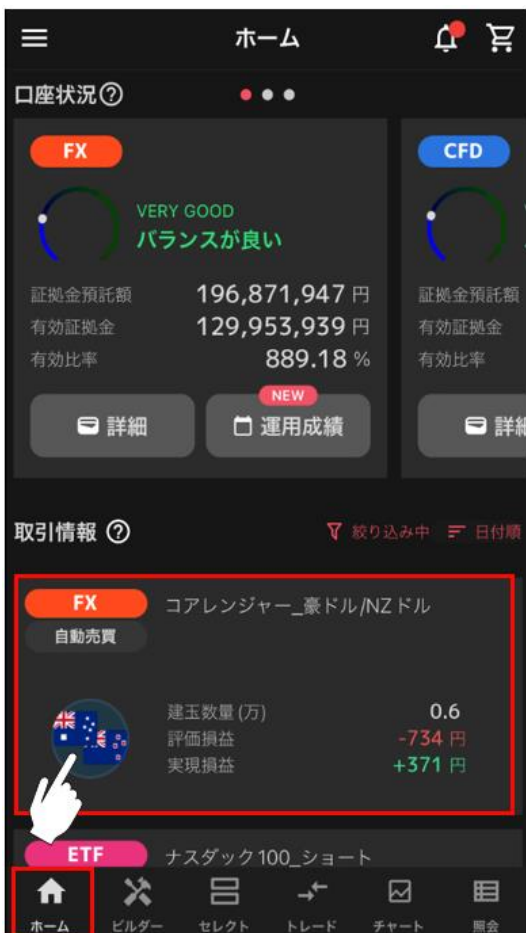 ホーム
口座状況?
FX
CFD
VERY GOOD
バランスが良い
証拠金預託額 196,871,947 円
証拠金預託額
有効証拠金 129,953,939 円
有効証拠金
有効比率 889.18 %
有効比率
NEW
詳細
運用成績
詳細
取引情報 ?
絞り込み中
日付順
FX
コアレンジャー_豪ドル/NZドル
自動売買
建玉数量(万) 0.6
評価損益 -734 円
実現損益 +371 円
ETF
ナスダック100_ショート
ホーム
ビルダー
セレクト
トレード
チャート
照会